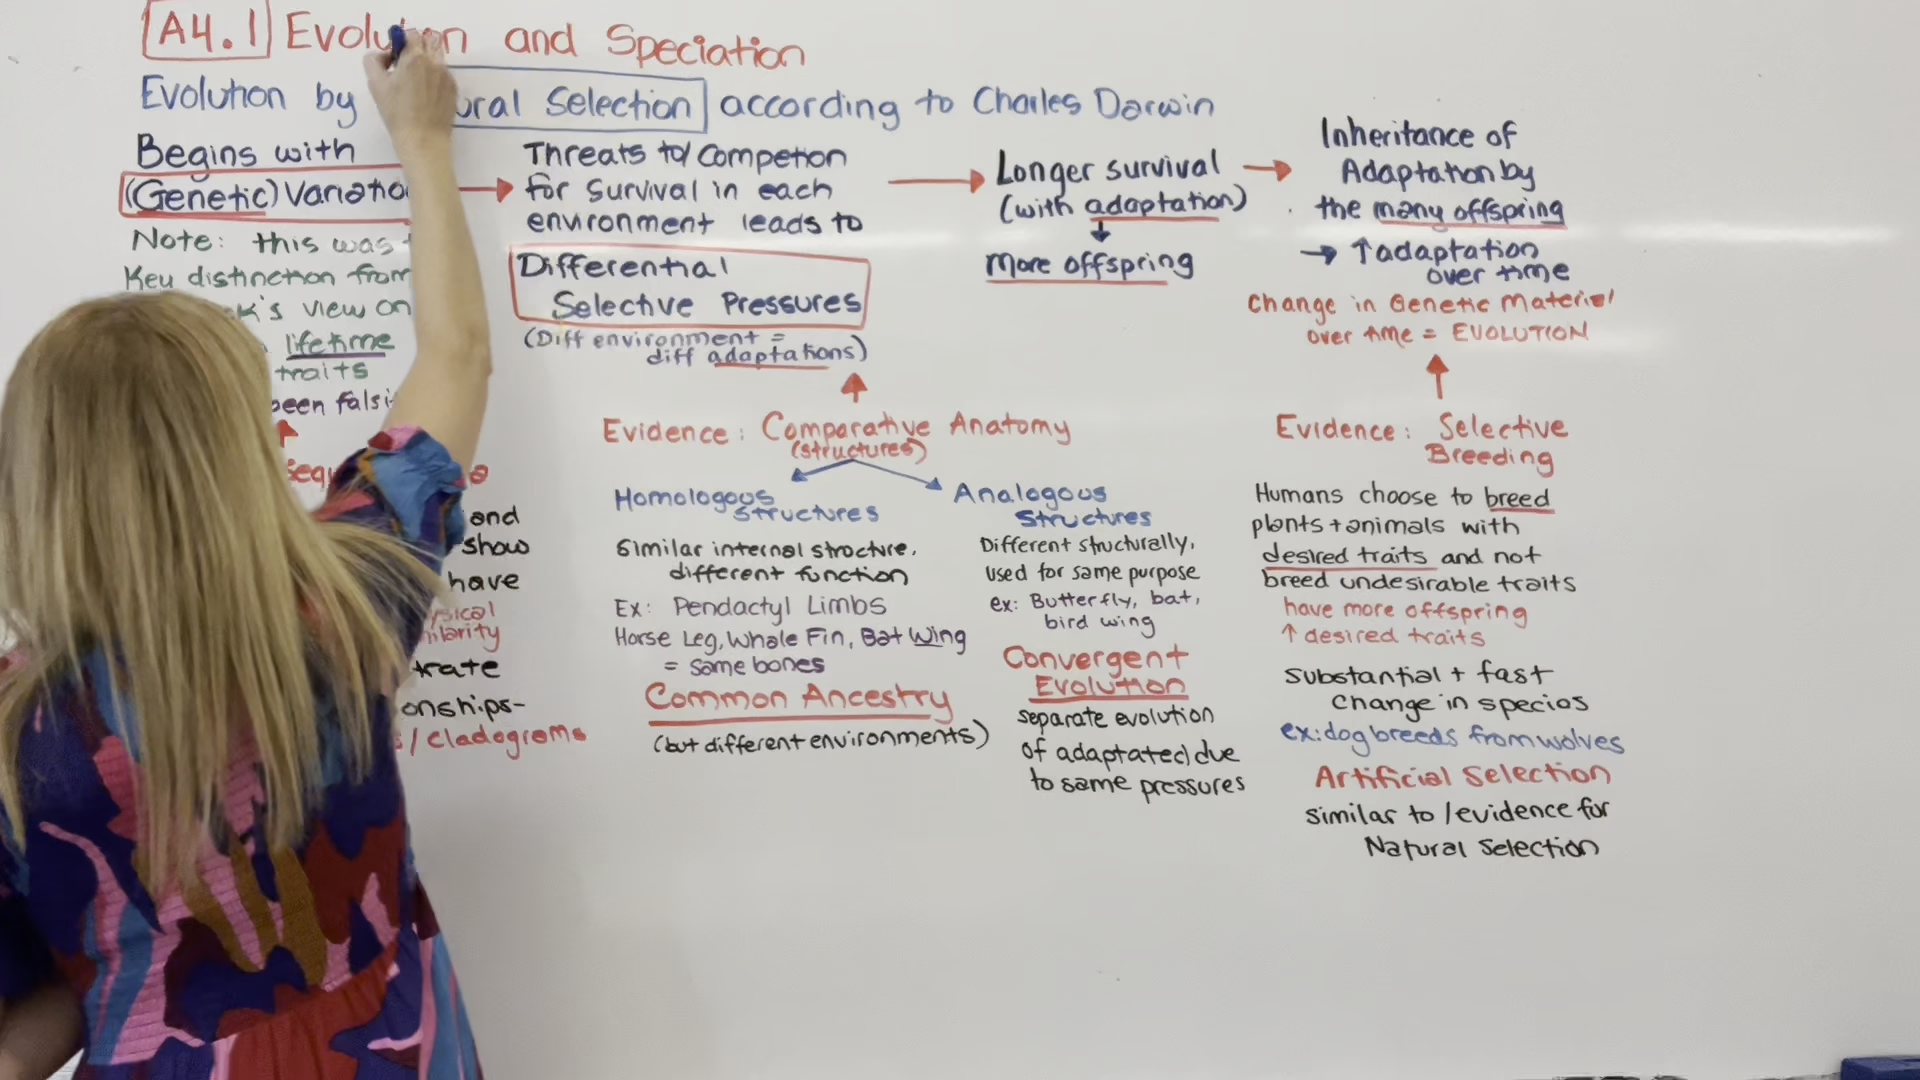 A4.1 Evolution and Speciation
Evolution by Natural Selection according to Charles Darwin
Begins with
(Genetic) Variation
Note: this was
Key distinction from
k's view on
lifetime
traits
been falsi
and
show
have
ysical
milarity
trate
onships-
/ cladograms
Threats to/Competion
for survival in each
environment leads to
Differential
Selective Pressures
(Diff environment =
diff adaptations)
Longer survival
(with adaptation)
More offspring
Inheritance of
Adaptation by
the many offspring
→ ↑adaptation
over time
Change in Genetic Material
over time = EVOLUTION
Evidence: Comparative Anatomy
(structures)
Homologous
structures
Similar internal structure,
different function
Ex: Pendactyl Limbs
Horse Leg, Whale Fin, Bat Wing
= same bones
Common Ancestry
(but different environments)
Analogous
Structures
Different structurally,
used for same purpose
ex: Butterfly, bat,
bird wing
Convergent
Evolution
separate evolution
of adaptated) due
to same pressures
Evidence: Selective
Breeding
Humans choose to breed
plants + animals with
desired traits and not
breed undesirable traits
have more offspring
↑ desired traits
substantial + fast
change in species
ex: dog breeds from wolves
Artificial Selection
similar to / evidence for
Natural Selection